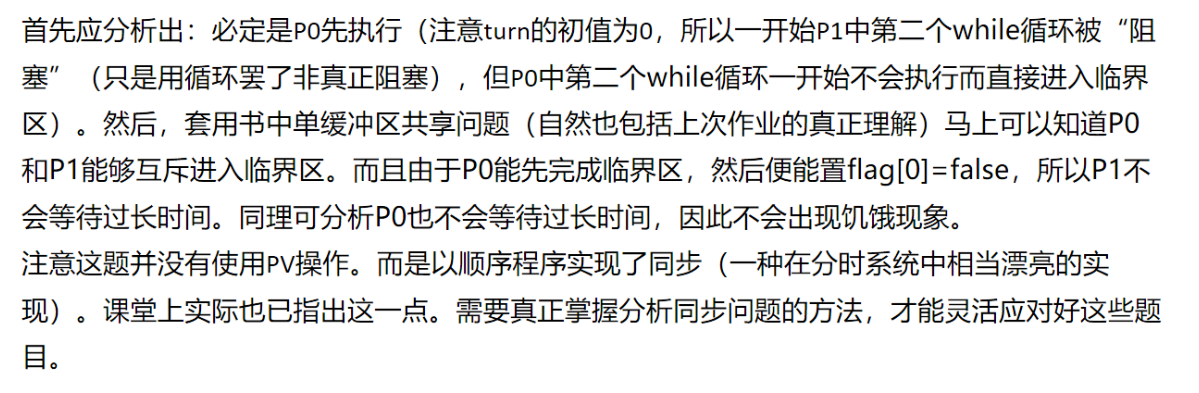 首先应分析出：必定是P0先执行（注意turn的初值为0，所以一开始P1中第二个while循环被“阻
塞”（只是用循环罢了非真正阻塞），但P0中第二个while循环一开始不会执行而直接进入临界
区）。然后，套用书中单缓冲区共享问题（自然也包括上次作业的真正理解）马上可以知道P0
和P1能够互斥进入临界区。而且由于P0能先完成临界区，然后便能置flag[0]=false，所以P1不
会等待过长时间。同理可分析P0也不会等待过长时间，因此不会出现饥饿现象。
注意这题并没有使用PV操作。而是以顺序程序实现了同步（一种在分时系统中相当漂亮的实
现）。课堂上实际也已指出这一点。需要真正掌握分析同步问题的方法，才能灵活应对好这些题
目。